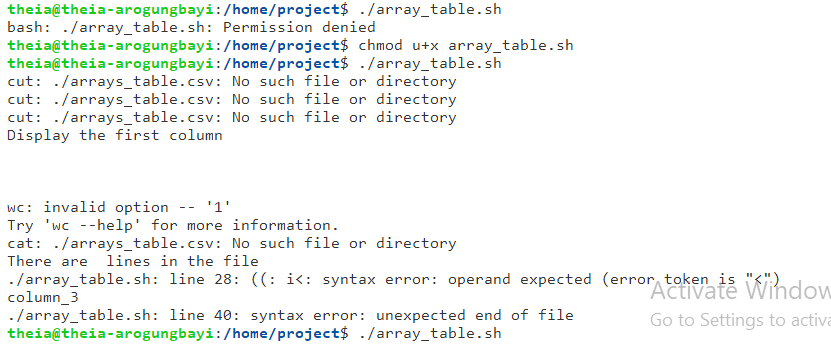 theia@theia-arogungbayi:/home/project$ ./array_table.sh
bash: ./array_table.sh: Permission denied
theia@theia-arogungbayi:/home/project$ chmod u+x array_table.sh
theia@theia-arogungbayi:/home/project$ ./array_table.sh
cut: ./arrays_table.csv: No such file or directory
cut: ./arrays_table.csv: No such file or directory
cut: ./arrays_table.csv: No such file or directory
Display the first column
wc: invalid option -- '1'
Try 'wc --help' for more information.
cat: ./arrays_table.csv: No such file or directory
There are  lines in the file
./array_table.sh: line 28: ((: i<: syntax error: operand expected (error token is "<")
column_3
./array_table.sh: line 40: syntax error: unexpected end of file
theia@theia-arogungbayi:/home/project$ ./array_table.sh
Activate Window
Go to Settings to activa